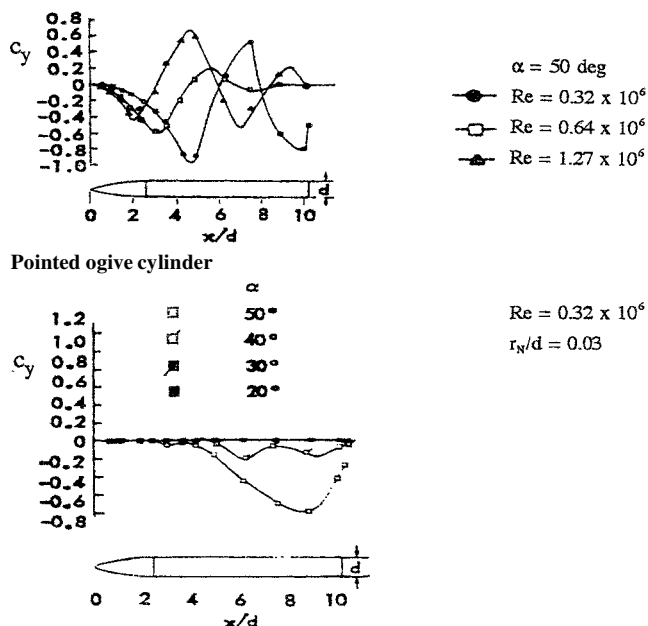 0.8
0.6
0.4
0.2
0
-0.2
-0.4
-0.6
-0.8
-1.0
cy
α = 50 deg
Re = 0.32 x 10⁶
Re = 0.64 x 10⁶
Re = 1.27 x 10⁶
d
0 2 4 6 8 10
x/d
Pointed ogive cylinder
α
50°
40°
30°
20°
Re = 0.32 x 10⁶
rN/d = 0.03
1.2
1.0
0.8
0.6
0.4
0.2
0
-0.2
-0.4
-0.6
-0.8
cy
d
0 2 4 6 8 10
x/d